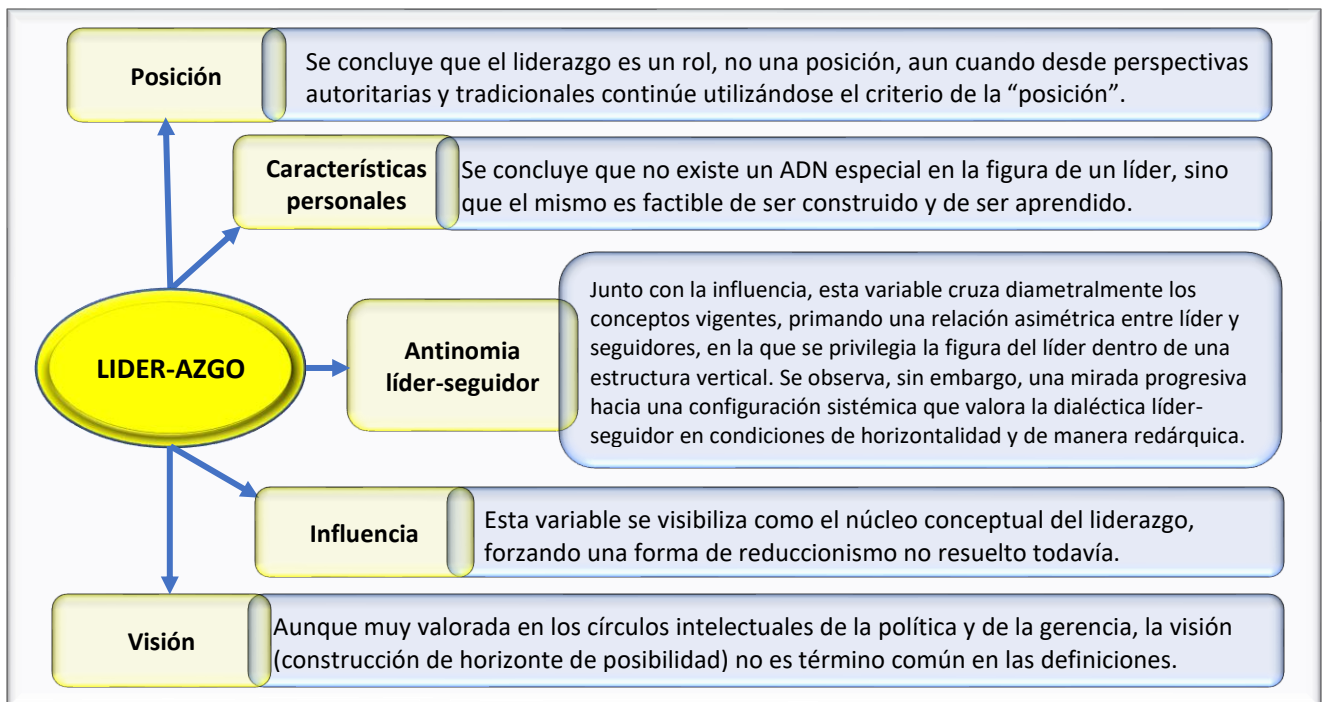 Posición
Se concluye que el liderazgo es un rol, no una posición, aun cuando desde perspectivas
autoritarias y tradicionales continúe utilizándose el criterio de la “posición”.
Características
personales
Se concluye que no existe un ADN especial en la figura de un líder, sino
que el mismo es factible de ser construido y de ser aprendido.
LIDER-AZGO
Antinomia
líder-seguidor
Junto con la influencia, esta variable cruza diametralmente los
conceptos vigentes, primando una relación asimétrica entre líder y
seguidores, en la que se privilegia la figura del líder dentro de una
estructura vertical. Se observa, sin embargo, una mirada progresiva
hacia una configuración sistémica que valora la dialéctica líder-
seguidor en condiciones de horizontalidad y de manera redárquica.
Influencia
Esta variable se visibiliza como el núcleo conceptual del liderazgo,
forzando una forma de reduccionismo no resuelto todavía.
Visión
Aunque muy valorada en los círculos intelectuales de la política y de la gerencia, la visión
(construcción de horizonte de posibilidad) no es término común en las definiciones.